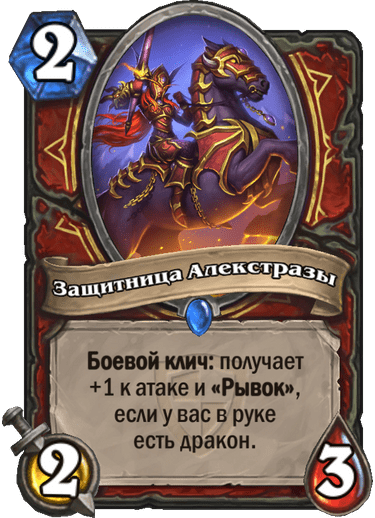 2
Защитница Алекстразы
Боевой клич: получает
+1 к атаке и «Рывок»,
если у вас в руке
есть дракон.
2
3